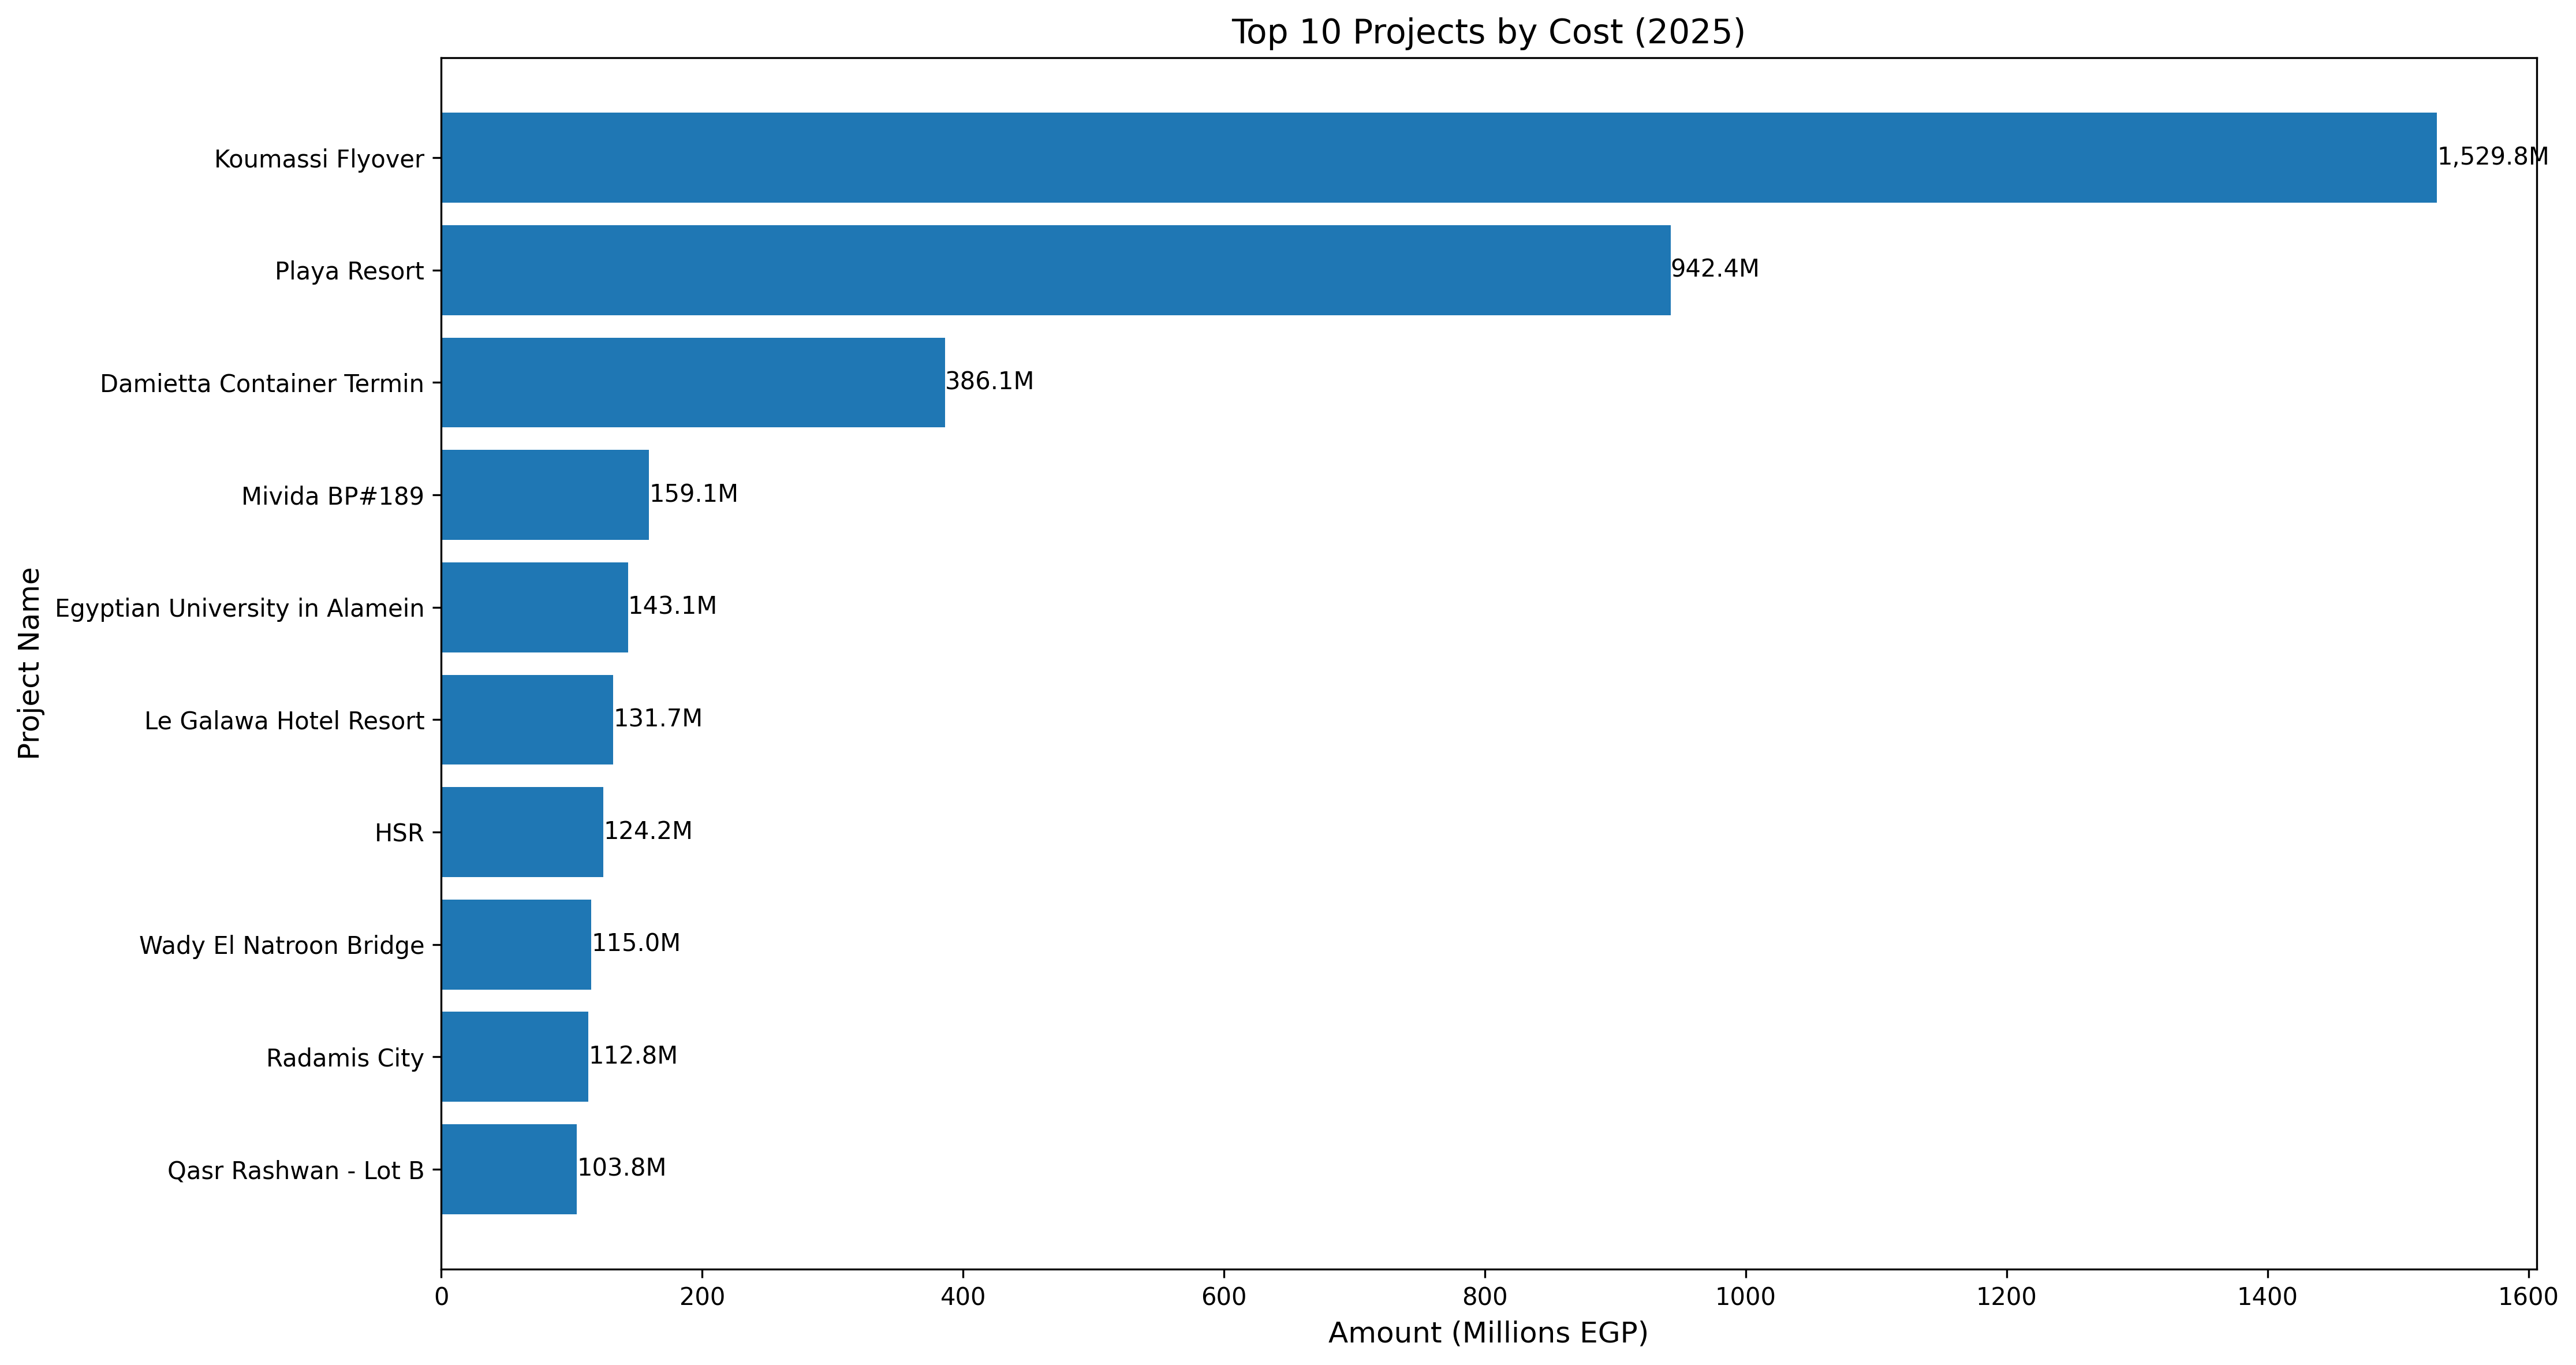 Top 10 Projects by Cost (2025)
Project Name
Koumassi Flyover
1,529.8M
Playa Resort
942.4M
Damietta Container Termin
386.1M
Mivida BP#189
159.1M
Egyptian University in Alamein
143.1M
Le Galawa Hotel Resort
131.7M
HSR
124.2M
Wady El Natroon Bridge
115.0M
Radamis City
112.8M
Qasr Rashwan - Lot B
103.8M
0 200 400 600 800 1000 1200 1400 1600
Amount (Millions EGP)